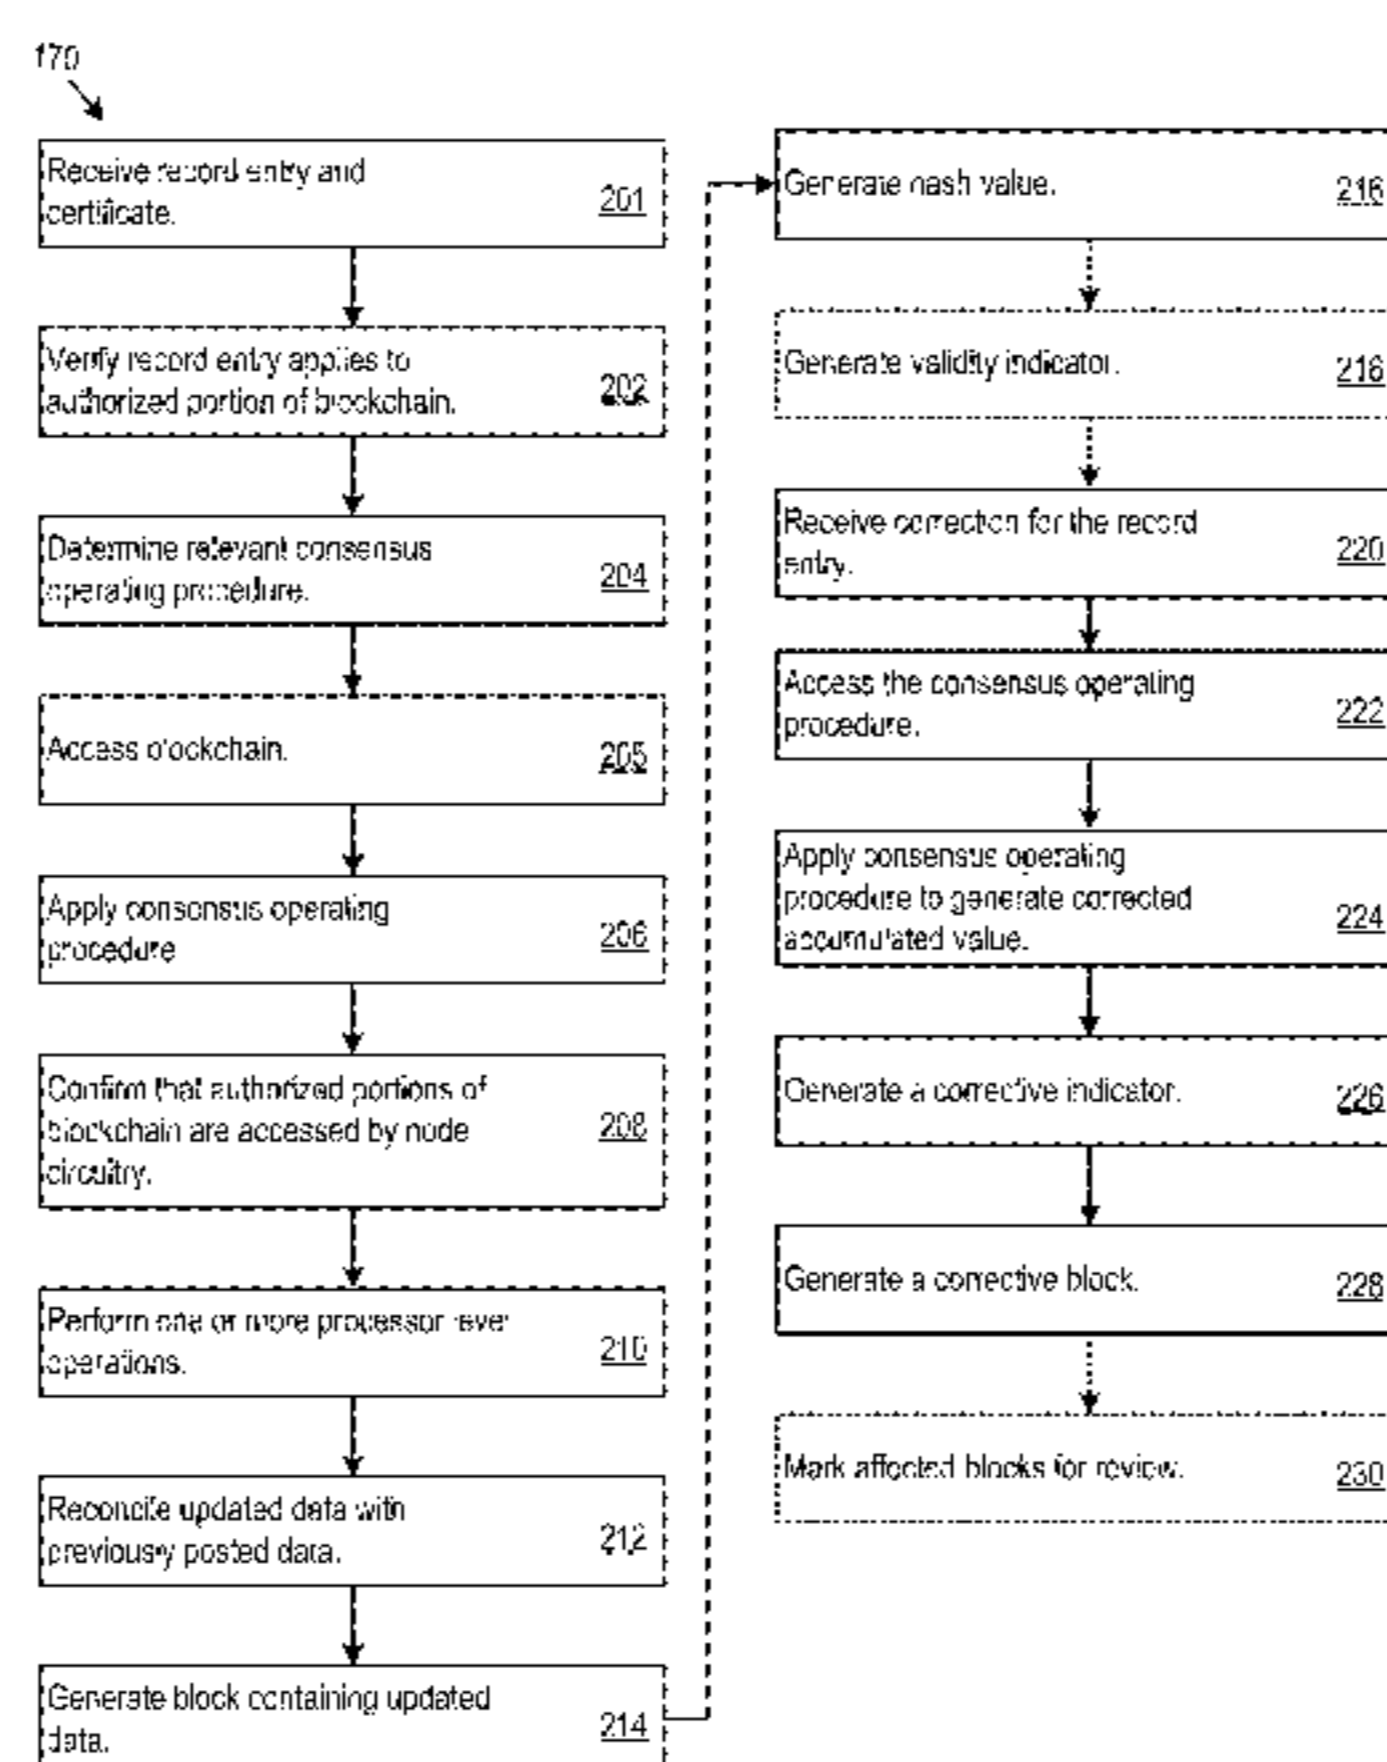 170
Receive record entry and
certificate.
201
Verify record entry applies to
authorized portion of blockchain.
202
Determine relevant consensus
operating procedure.
204
Access blockchain.
205
Apply consensus operating
procedure
206
Confirm that authorized portions of
blockchain are accessed by node
circuitry.
208
Perform one or more processor level
operations.
210
Reconcile updated data with
previously posted data.
212
Generate block containing updated
data.
214
Generate hash value.
216
Generate validity indicator.
218
Receive correction for the record
entry.
220
Access the consensus operating
procedure.
222
Apply consensus operating
procedure to generate corrected
accumulated value.
224
Generate a corrective indicator.
226
Generate a corrective block.
228
Mark affected blocks for review.
230